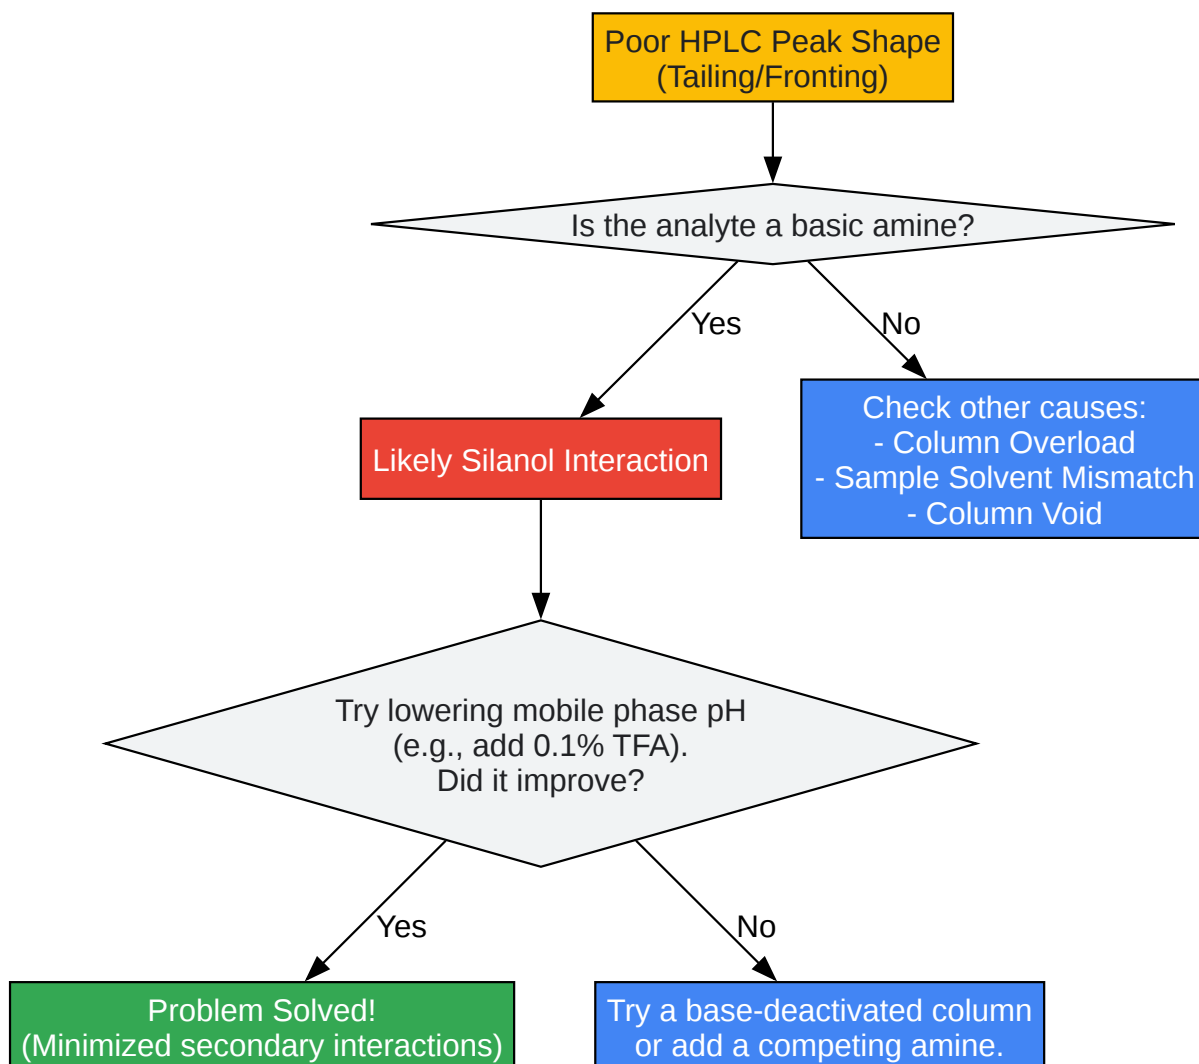 Poor HPLC Peak Shape
(Tailing/Fronting)
Is the analyte a basic amine?
Yes
No
Check other causes:
- Column Overload
- Sample Solvent Mismatch
- Column Void
Likely Silanol Interaction
Try lowering mobile phase pH
(e.g., add 0.1% TFA).
Did it improve?
Yes
No
Problem Solved!
(Minimized secondary interactions)
Try a base-deactivated column
or add a competing amine.